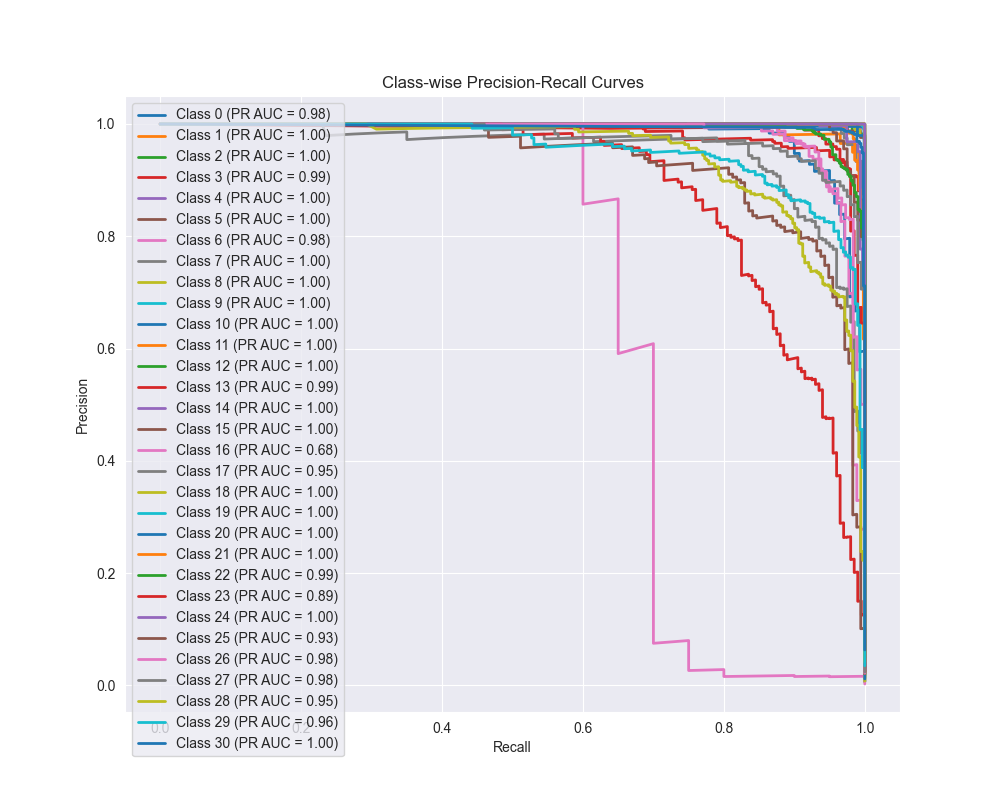 Class-wise Precision-Recall Curves
1.0
0.8
0.6
0.4
0.2
0.0
Precision
Class 0 (PR AUC = 0.98)
Class 1 (PR AUC = 1.00)
Class 2 (PR AUC = 1.00)
Class 3 (PR AUC = 0.99)
Class 4 (PR AUC = 1.00)
Class 5 (PR AUC = 1.00)
Class 6 (PR AUC = 0.98)
Class 7 (PR AUC = 1.00)
Class 8 (PR AUC = 1.00)
Class 9 (PR AUC = 1.00)
Class 10 (PR AUC = 1.00)
Class 11 (PR AUC = 1.00)
Class 12 (PR AUC = 1.00)
Class 13 (PR AUC = 0.99)
Class 14 (PR AUC = 1.00)
Class 15 (PR AUC = 1.00)
Class 16 (PR AUC = 0.68)
Class 17 (PR AUC = 0.95)
Class 18 (PR AUC = 1.00)
Class 19 (PR AUC = 1.00)
Class 20 (PR AUC = 1.00)
Class 21 (PR AUC = 1.00)
Class 22 (PR AUC = 0.99)
Class 23 (PR AUC = 0.89)
Class 24 (PR AUC = 1.00)
Class 25 (PR AUC = 0.93)
Class 26 (PR AUC = 0.98)
Class 27 (PR AUC = 0.98)
Class 28 (PR AUC = 0.95)
Class 29 (PR AUC = 0.96)
Class 30 (PR AUC = 1.00)
0.0 0.2 0.4 0.6 0.8 1.0
Recall